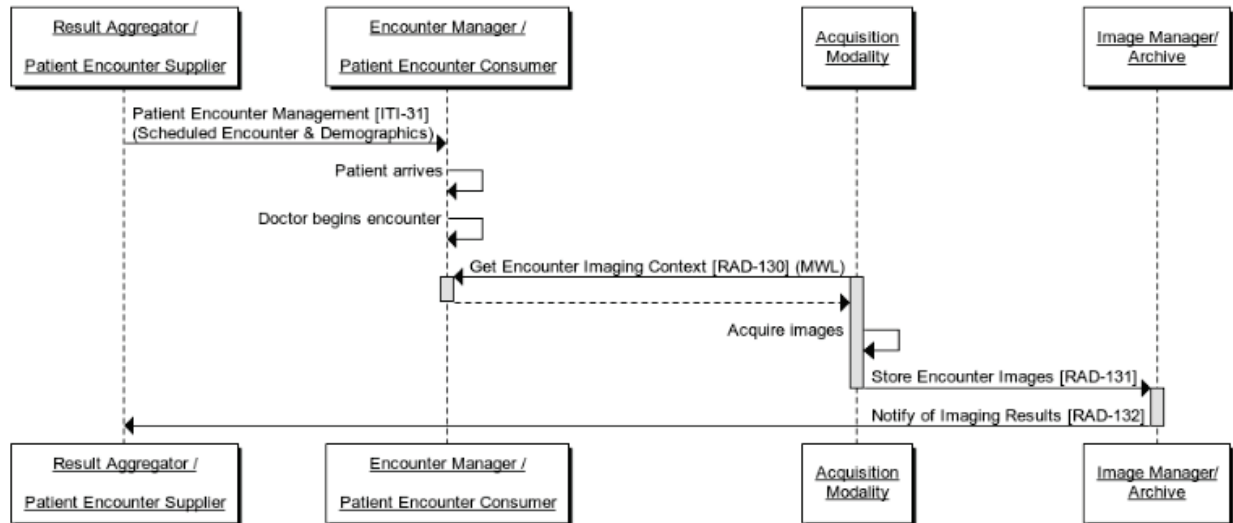 Result Aggregator /
Patient Encounter Supplier
Encounter Manager /
Patient Encounter Consumer
Acquisition
Modality
Image Manager/
Archive
Patient Encounter Management [ITI-31]
(Scheduled Encounter & Demographics)
Patient arrives
Doctor begins encounter
Get Encounter Imaging Context [RAD-130] (MWL)
Acquire images
Store Encounter Images [RAD-131]
Notify of Imaging Results [RAD-132]
Result Aggregator /
Patient Encounter Supplier
Encounter Manager /
Patient Encounter Consumer
Acquisition
Modality
Image Manager/
Archive